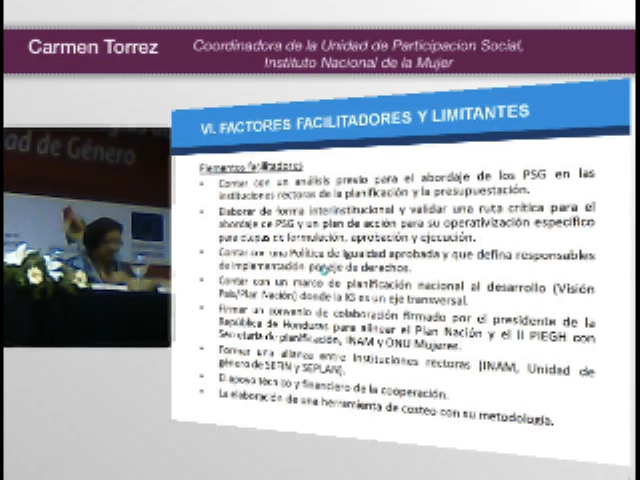 Carmen Torrez
Coordinadora de la Unidad de Participacion Social,
Instituto Nacional de la Mujer
ad de Género
VI. FACTORES FACILITADORES Y LIMITANTES
Elementos facilitadores
• Contar con un análisis previo para el abordaje de los PSG en las
instituciones rectoras de la planificación y la presupuestación.
• Elaborar de forma interinstitucional y validar una ruta crítica para el
abordaje de PSG y un plan de acción para su operativización específico
para etapas de formulación, aprobación y ejecución.
• Contar con una Política de Igualdad aprobada y que defina responsables
de implementación por eje de derechos.
• Contar con un marco de planificación nacional al desarrollo (Visión
País/Plan Nación) donde la IG es un eje transversal.
• Firmar un convenio de colaboración firmado por el presidente de la
República de Honduras para alinear el Plan Nación y el II PIEGH con
Secretaría de planificación, INAM y ONU Mujeres.
• Formar una alianza entre instituciones rectoras (INAM, Unidad de
género de SEFIN y SEPLAN).
• El apoyo técnico y financiero de la cooperación.
• La elaboración de una herramienta de costeo con su metodología.